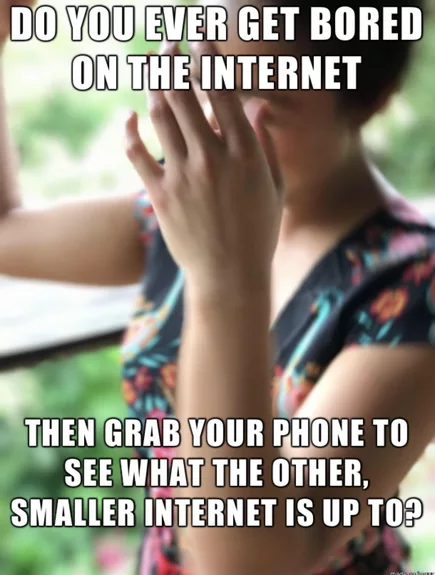 DO YOU EVER GET BORED
ON THE INTERNET
THEN GRAB YOUR PHONE TO
SEE WHAT THE OTHER,
SMALLER INTERNET IS UP TO?